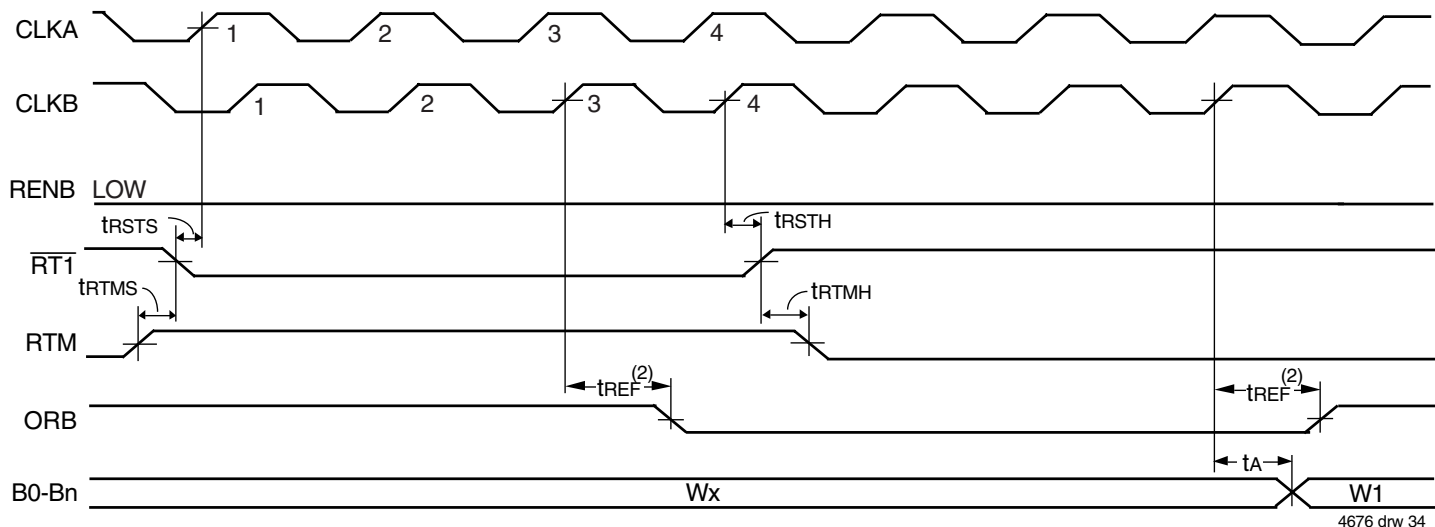 CLKA 1 2 3 4
CLKB 1 2 3 4
RENB LOW
tRSTS tRSTH
RT1
tRTMS tRTMH
RTM
tREF(2) tREF(2)
ORB
tA
B0-Bn Wx W1
4676 drw 34